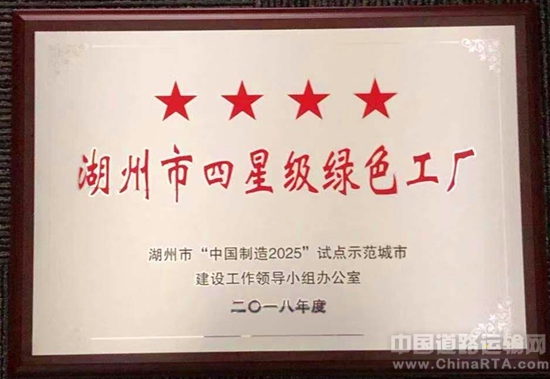 湖州市四星级绿色工厂
湖州市“中国制造2025”试点示范城市
建设工作领导小组办公室
二〇一八年度
中国道路运输网
www.ChinaRTA.com